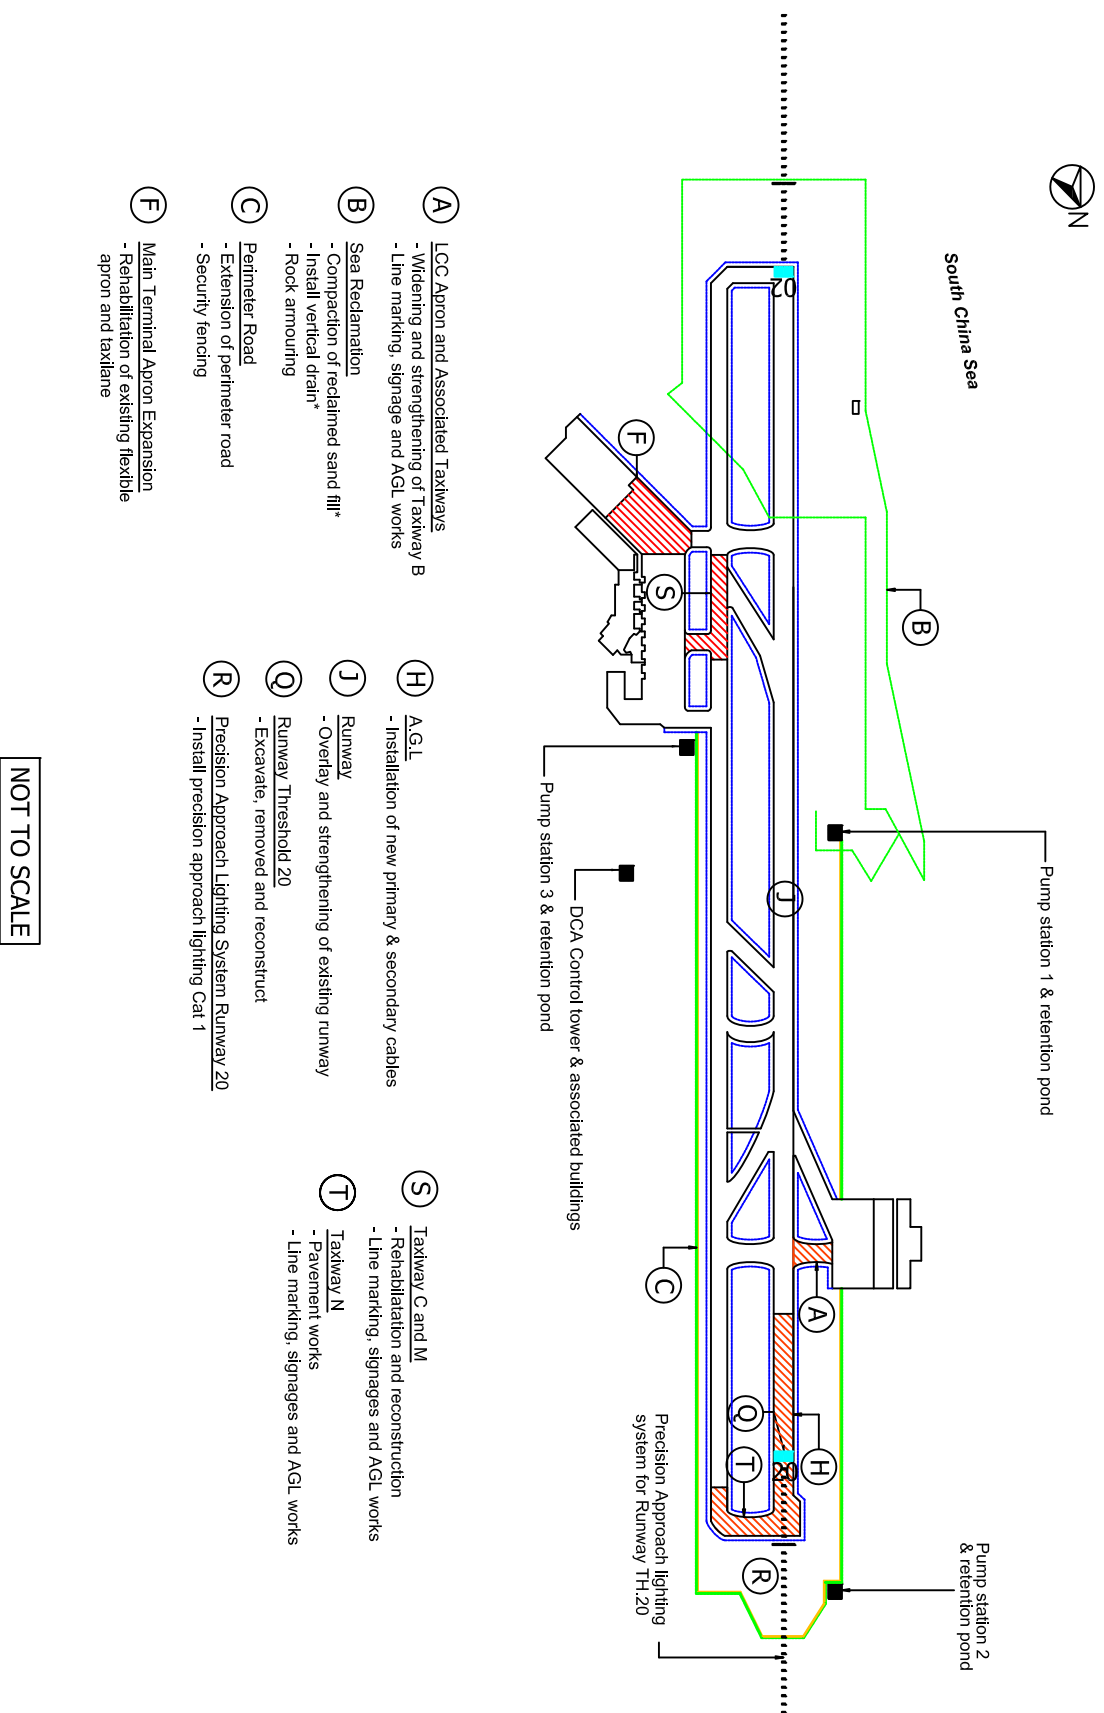 N
South China Sea
Pump station 1 & retention pond
Pump station 2
& retention pond
B
02
F
S
J
A
H
Q
20
T
R
C
Pump station 3 & retention pond
DCA Control tower & associated buildings
Precision Approach lighting
system for Runway TH.20
A
LCC Apron and Associated Taxiways
- Widening and strengthening of Taxiway B
- Line marking, signage and AGL works
B
Sea Reclamation
- Compaction of reclaimed sand fill*
- Install vertical drain*
- Rock armouring
C
Perimeter Road
- Extension of perimeter road
- Security fencing
F
Main Terminal Apron Expansion
- Rehabilitation of existing flexible
apron and taxilane
H
A.G.L
- Installation of new primary & secondary cables
J
Runway
- Overlay and strengthening of existing runway
Q
Runway Threshold 20
- Excavate, removed and reconstruct
R
Precision Approach Lighting System Runway 20
- Install precision approach lighting Cat 1
S
Taxiway C and M
- Rehabilatation and reconstruction
- Line marking, signages and AGL works
T
Taxiway N
- Pavement works
- Line marking, signages and AGL works
NOT TO SCALE